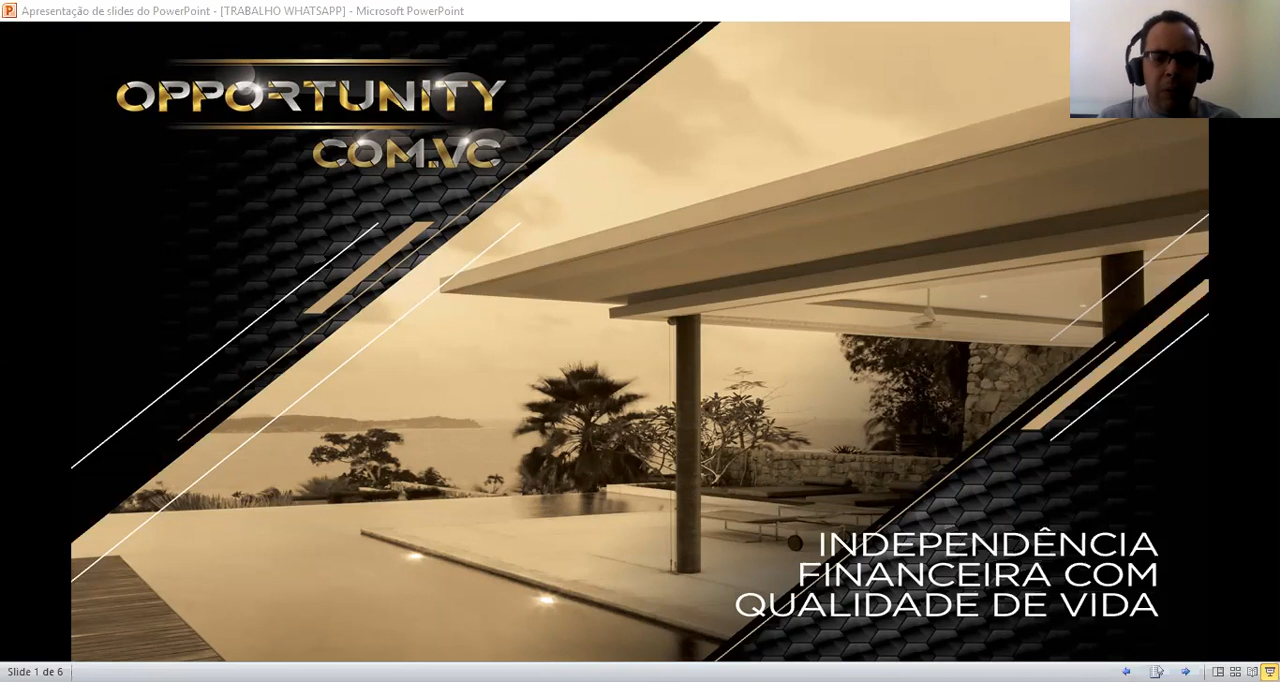 Apresentação de slides do PowerPoint - [TRABALHO WHATSAPP] - Microsoft PowerPoint
OPPORTUNITY
COM.VC
INDEPENDÊNCIA
FINANCEIRA COM
QUALIDADE DE VIDA
Slide 1 de 6